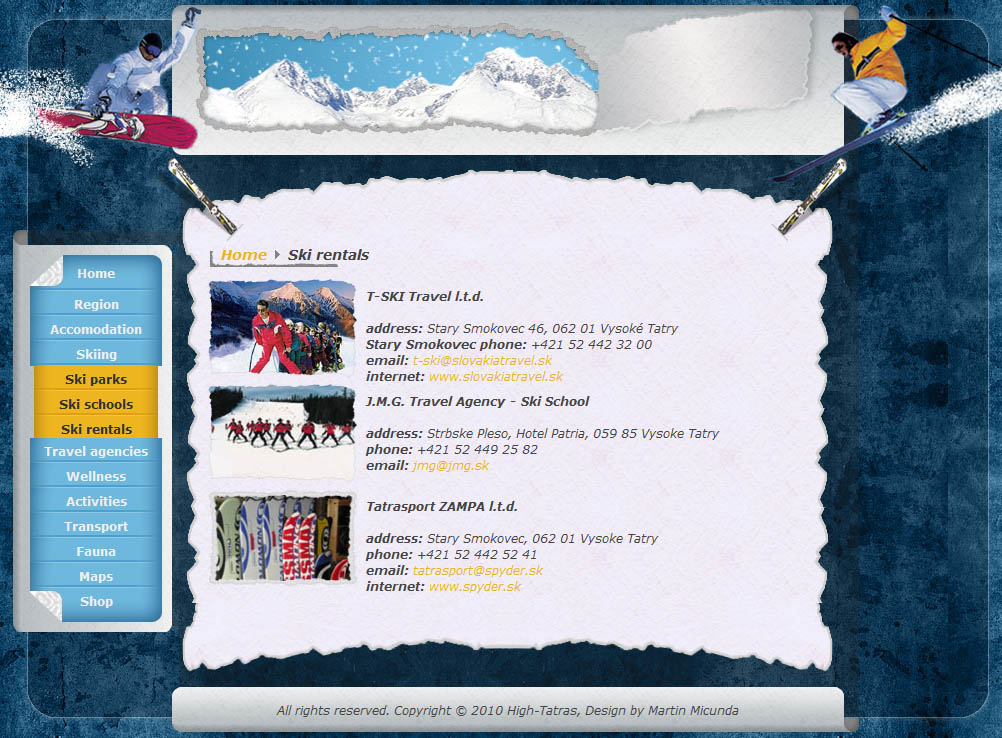 Home
Region
Accomodation
Skiing
Ski parks
Ski schools
Ski rentals
Travel agencies
Wellness
Activities
Transport
Fauna
Maps
Shop
Home Ski rentals
T-SKI Travel l.t.d.
address: Stary Smokovec 46, 062 01 Vysoké Tatry
Stary Smokovec phone: +421 52 442 32 00
email: t-ski@slovakiatravel.sk
internet: www.slovakiatravel.sk
J.M.G. Travel Agency - Ski School
address: Strbske Pleso, Hotel Patria, 059 85 Vysoke Tatry
phone: +421 52 449 25 82
email: jmg@jmg.sk
Tatrasport ZAMPA l.t.d.
address: Stary Smokovec, 062 01 Vysoke Tatry
phone: +421 52 442 52 41
email: tatrasport@spyder.sk
internet: www.spyder.sk
All rights reserved. Copyright © 2010 High-Tatras, Design by Martin Micunda